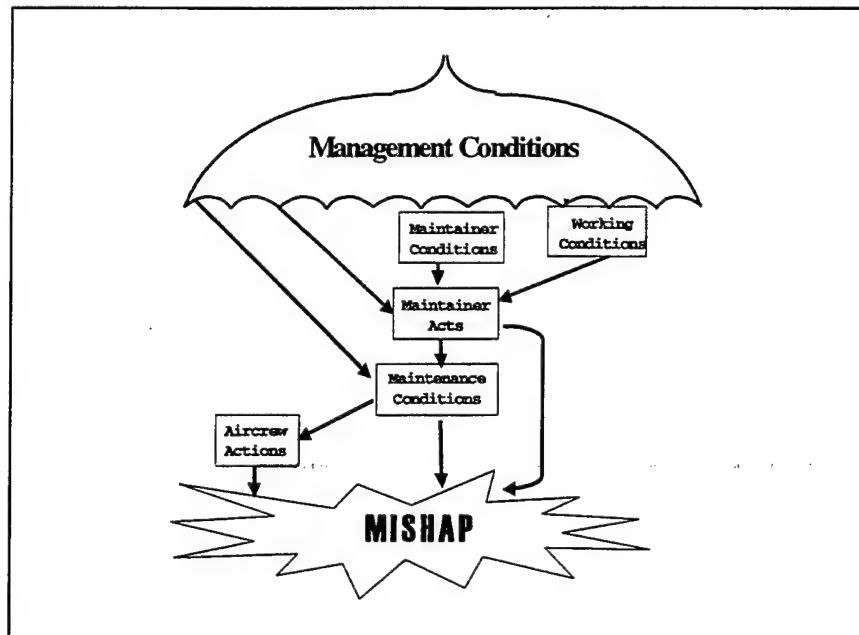 Management Conditions
Maintainer
Conditions
Working
Conditions
Maintainer
Acts
Maintenance
Conditions
Aircrew
Actions
MISHAP